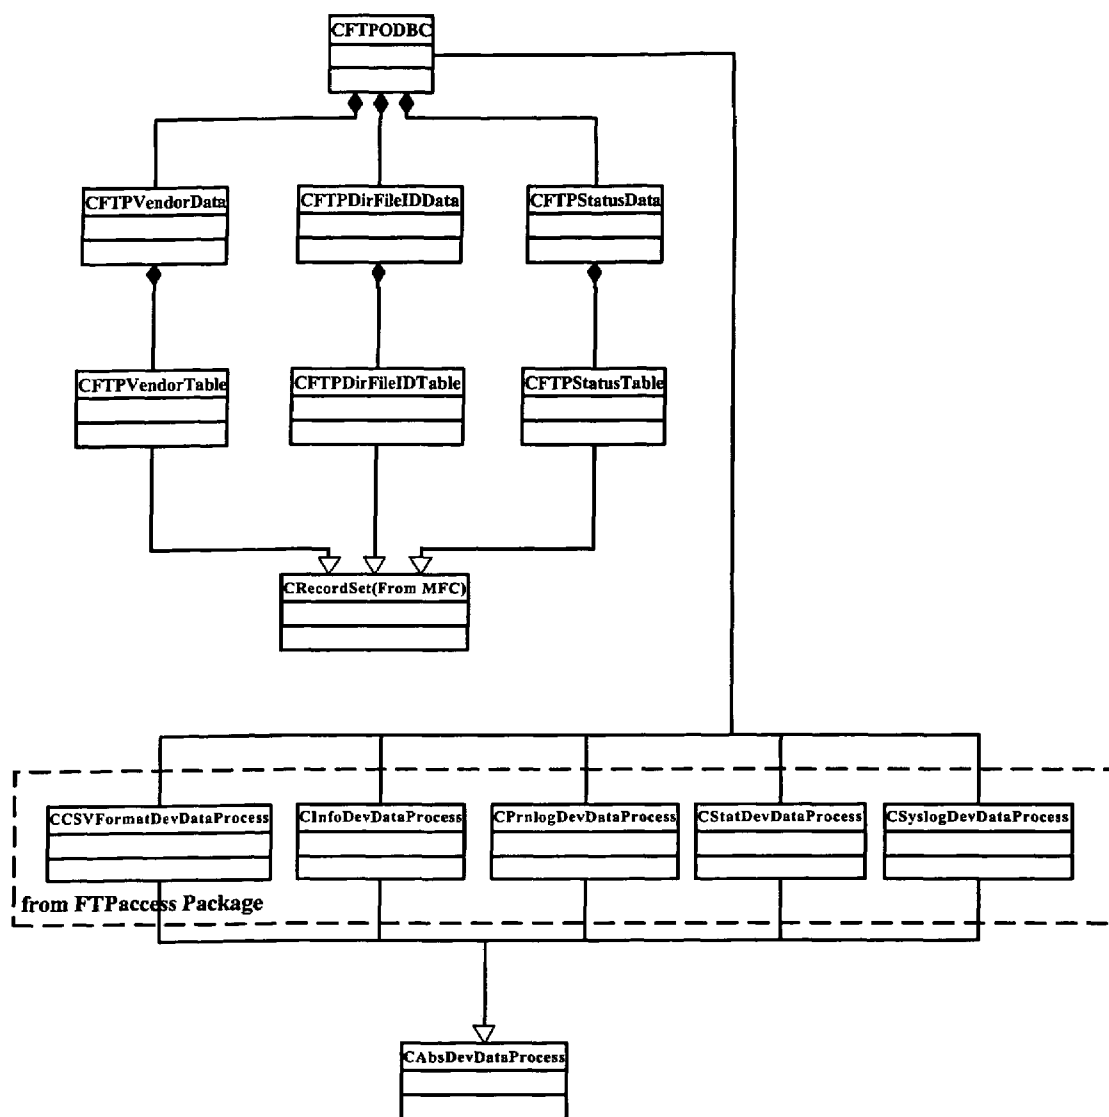 CFTPODBC
CFTPVendorData
CFTPDirFileIDData
CFTPStatusData
CFTPVendorTable
CFTPDirFileIDTable
CFTPStatusTable
CRecordSet(From MFC)
CCSVFormatDevDataProcess
CInfoDevDataProcess
CPrnlogDevDataProcess
CStatDevDataProcess
CSyslogDevDataProcess
from FTPaccess Package
CAbsDevDataProcess